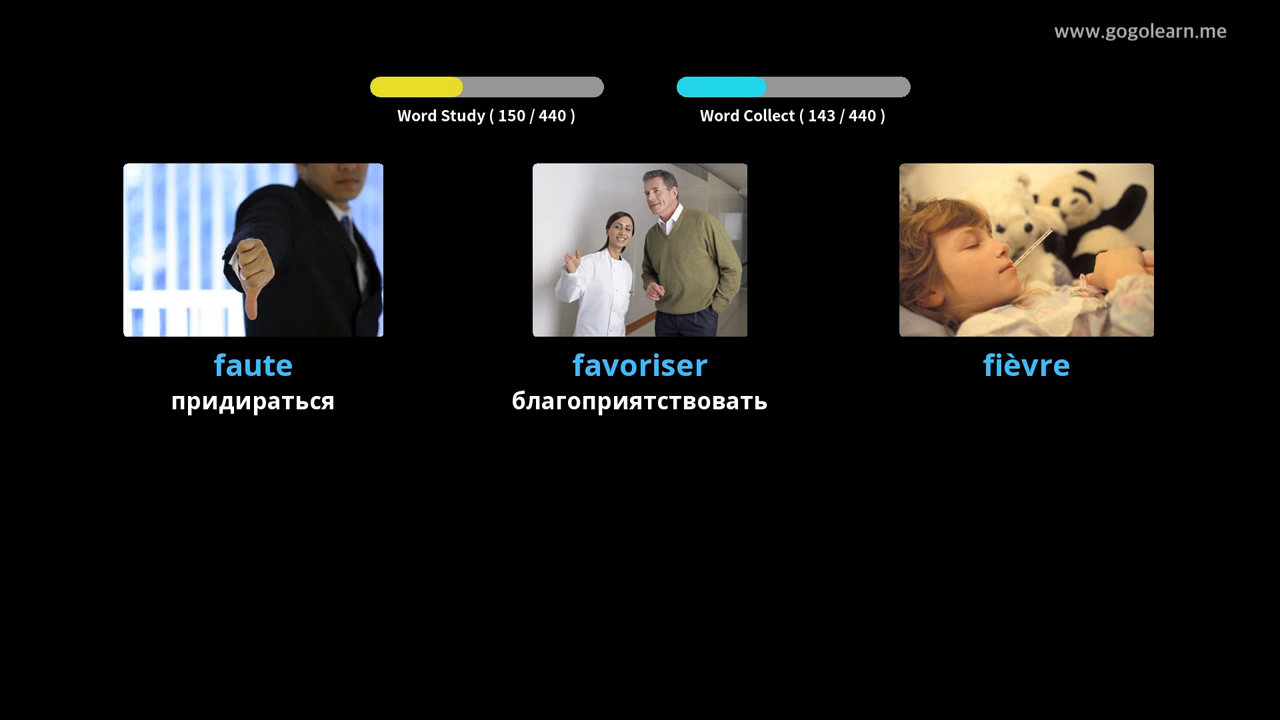 www.gogolearn.me
Word Study ( 150 / 440 )
Word Collect ( 143 / 440 )
faute
favoriser
fièvre
придираться
благоприятствовать